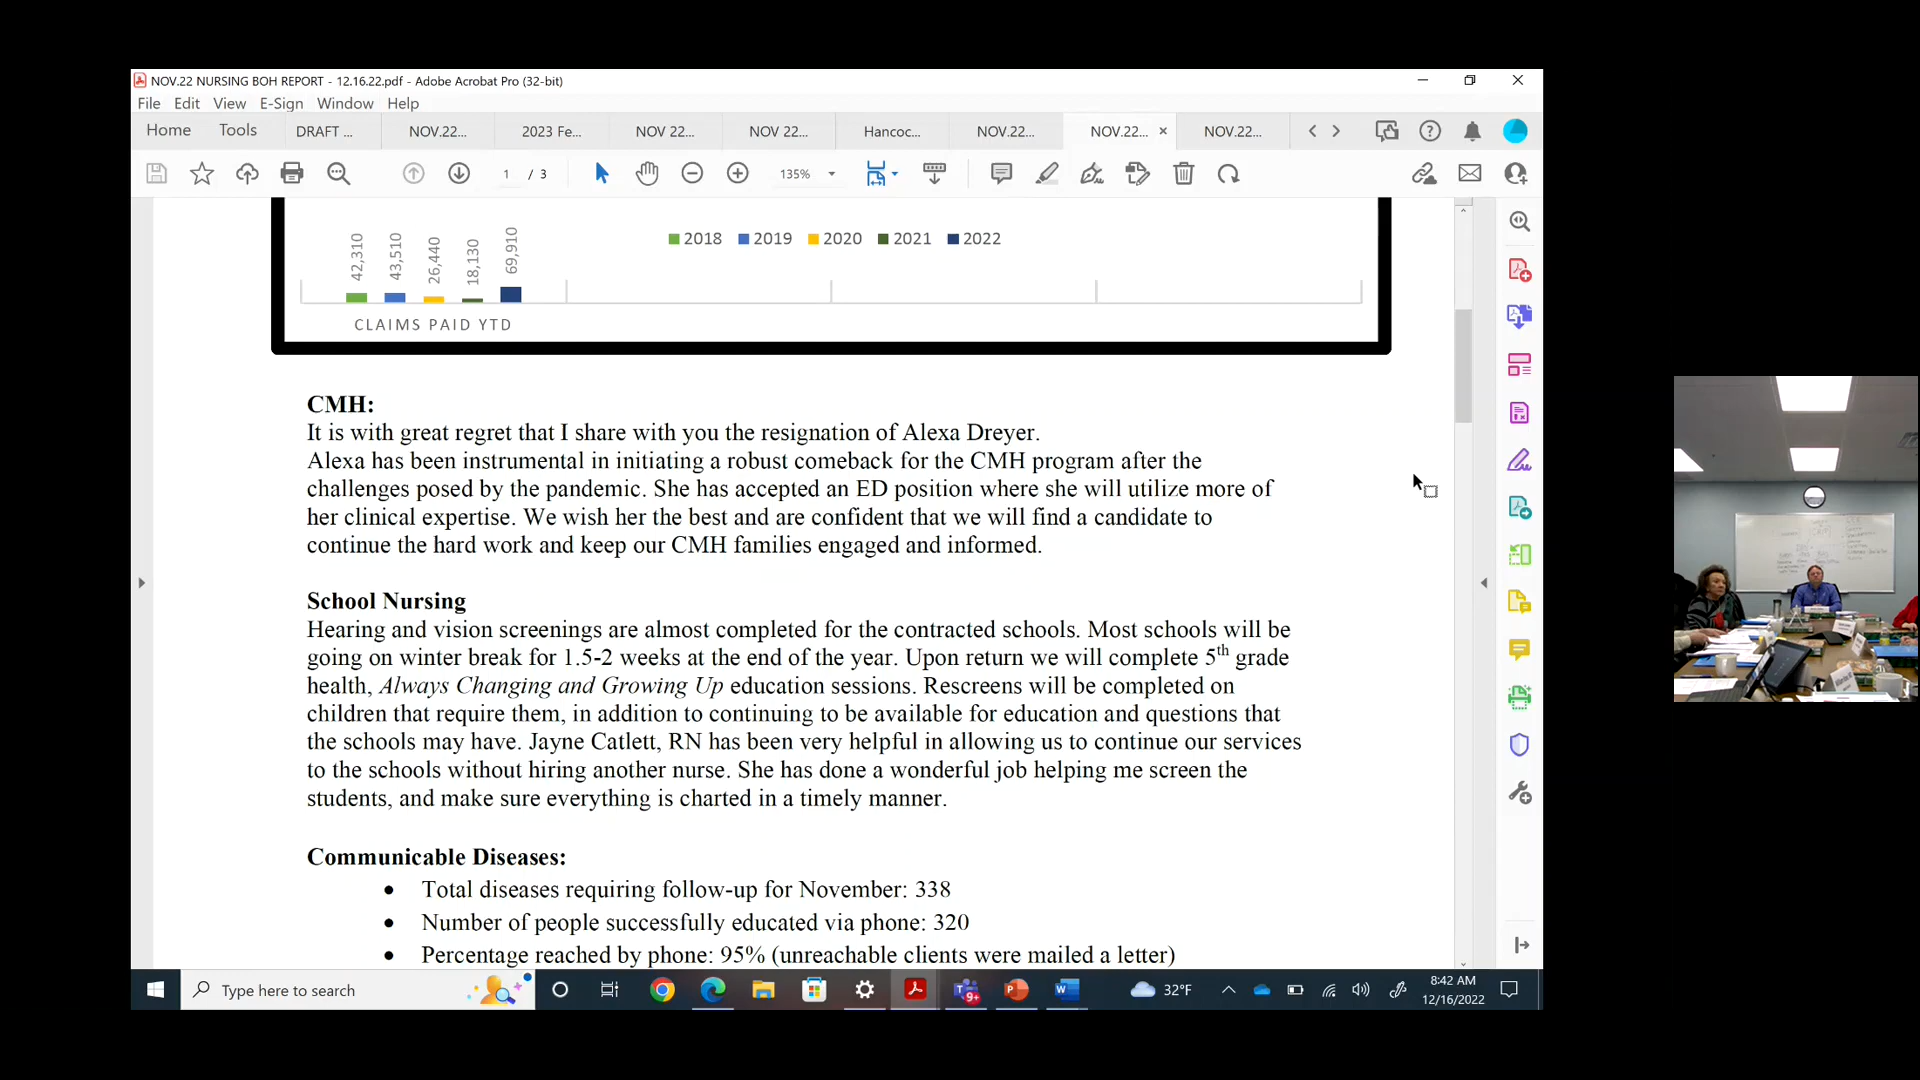 NOV.22 NURSING BOH REPORT - 12.16.22.pdf - Adobe Acrobat Pro (32-bit)
File Edit View E-Sign Window Help
Home Tools DRAFT ... NOV.22... 2023 Fe... NOV 22... NOV 22... Hancoc... NOV.22... NOV.22... × NOV.22...
1 / 3 135%
42,310 43,510 26,440 18,130 69,910
2018 2019 2020 2021 2022
CLAIMS PAID YTD
CMH:
It is with great regret that I share with you the resignation of Alexa Dreyer.
Alexa has been instrumental in initiating a robust comeback for the CMH program after the
challenges posed by the pandemic. She has accepted an ED position where she will utilize more of
her clinical expertise. We wish her the best and are confident that we will find a candidate to
continue the hard work and keep our CMH families engaged and informed.
School Nursing
Hearing and vision screenings are almost completed for the contracted schools. Most schools will be
going on winter break for 1.5-2 weeks at the end of the year. Upon return we will complete 5th grade
health, Always Changing and Growing Up education sessions. Rescreens will be completed on
children that require them, in addition to continuing to be available for education and questions that
the schools may have. Jayne Catlett, RN has been very helpful in allowing us to continue our services
to the schools without hiring another nurse. She has done a wonderful job helping me screen the
students, and make sure everything is charted in a timely manner.
Communicable Diseases:
• Total diseases requiring follow-up for November: 338
• Number of people successfully educated via phone: 320
• Percentage reached by phone: 95% (unreachable clients were mailed a letter)
Type here to search
9+
32°F
8:42 AM
12/16/2022